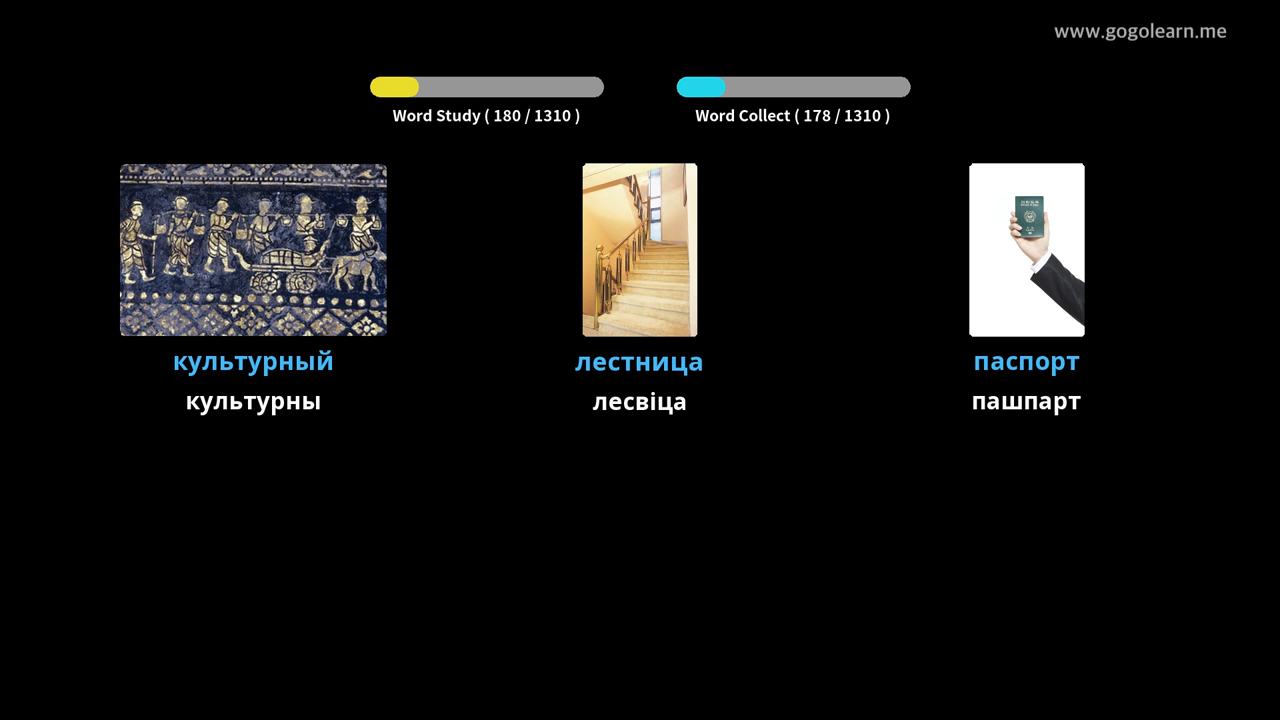 www.gogolearn.me
Word Study ( 180 / 1310 )
Word Collect ( 178 / 1310 )
культурный
лестница
паспорт
культурны
лесвіца
пашпарт